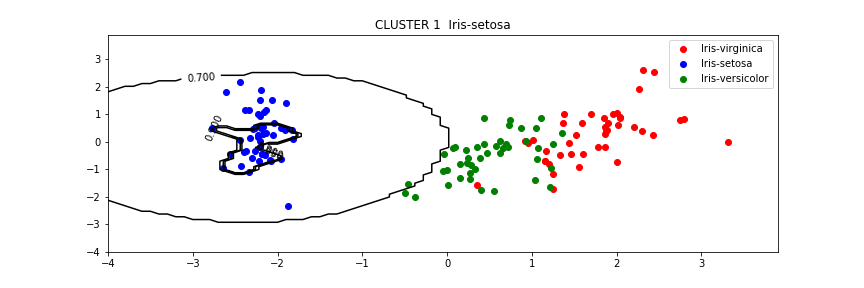 CLUSTER 1 Iris-setosa
Iris-virginica
Iris-setosa
Iris-versicolor
0.700
3
2
1
0
−1
−2
−3
−4
−4 −3 −2 −1 0 1 2 3